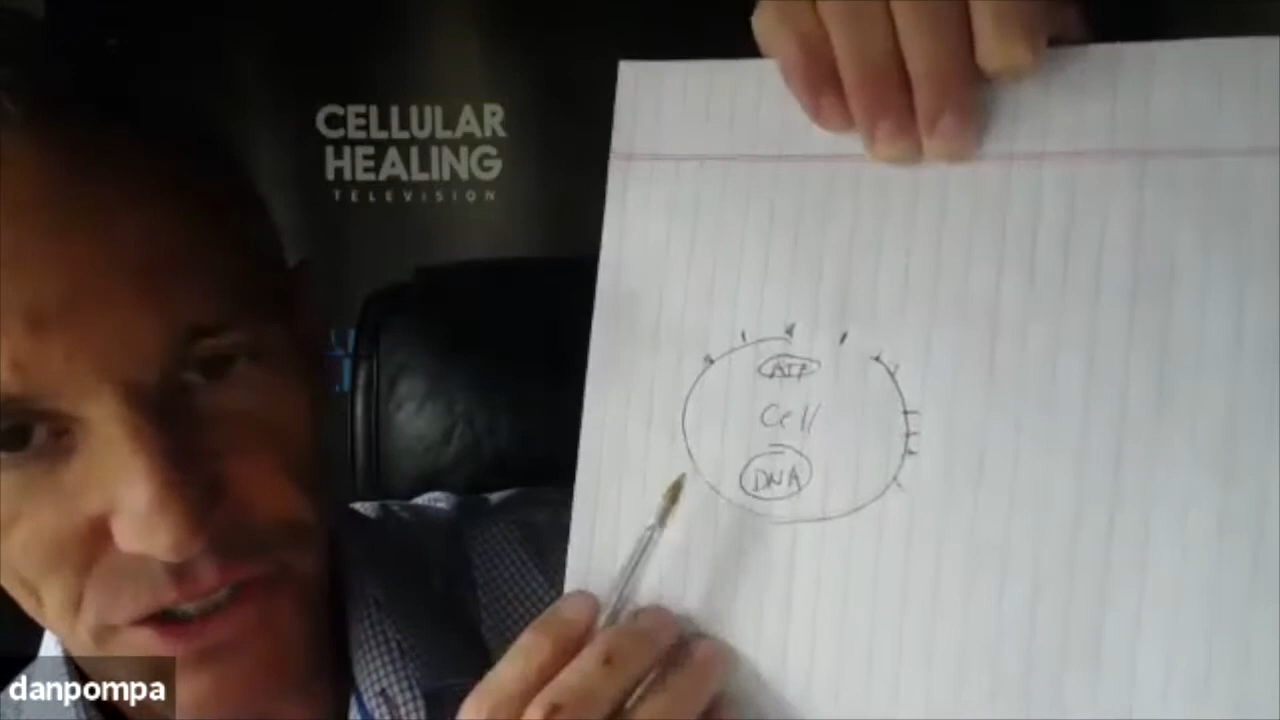 CELLULAR
HEALING
TELEVISION
ATP
Cell
DNA
danpompa